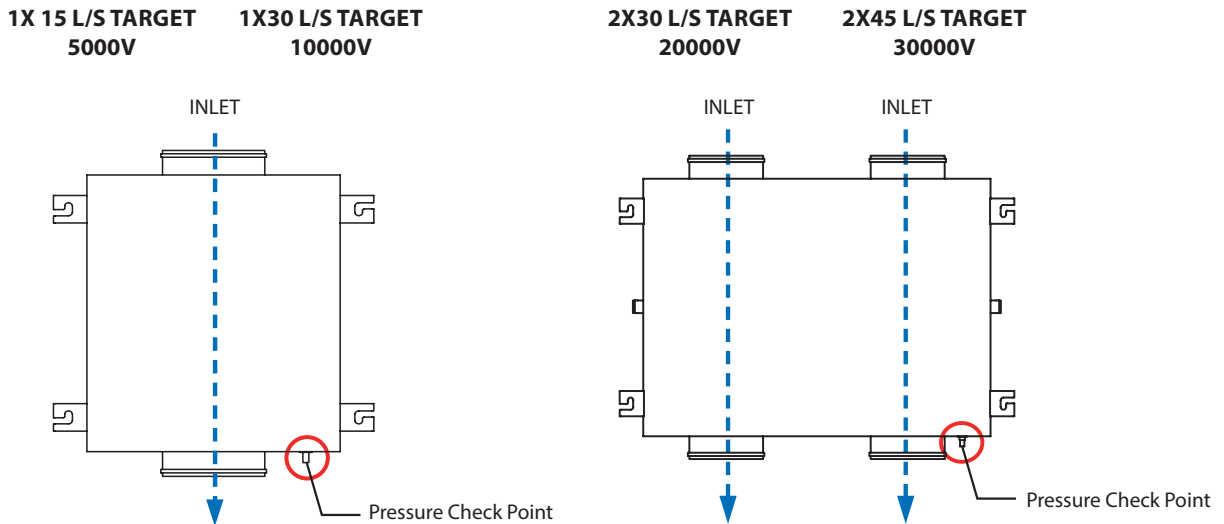 1X 15 L/S TARGET
5000V
1X30 L/S TARGET
10000V
2X30 L/S TARGET
20000V
2X45 L/S TARGET
30000V
INLET
INLET
INLET
Pressure Check Point
Pressure Check Point